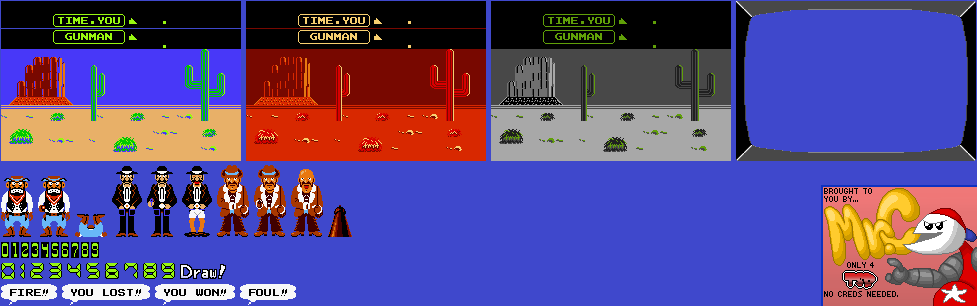 TIME.YOU
GUNMAN
TIME.YOU
GUNMAN
TIME.YOU
GUNMAN
0123456789
0123456789 Draw!
FIRE!! YOU LOST!! YOU WON!! FOUL!!
BROUGHT TO
YOU BY...
Mr. C
ONLY 4
NO CREDS NEEDED.